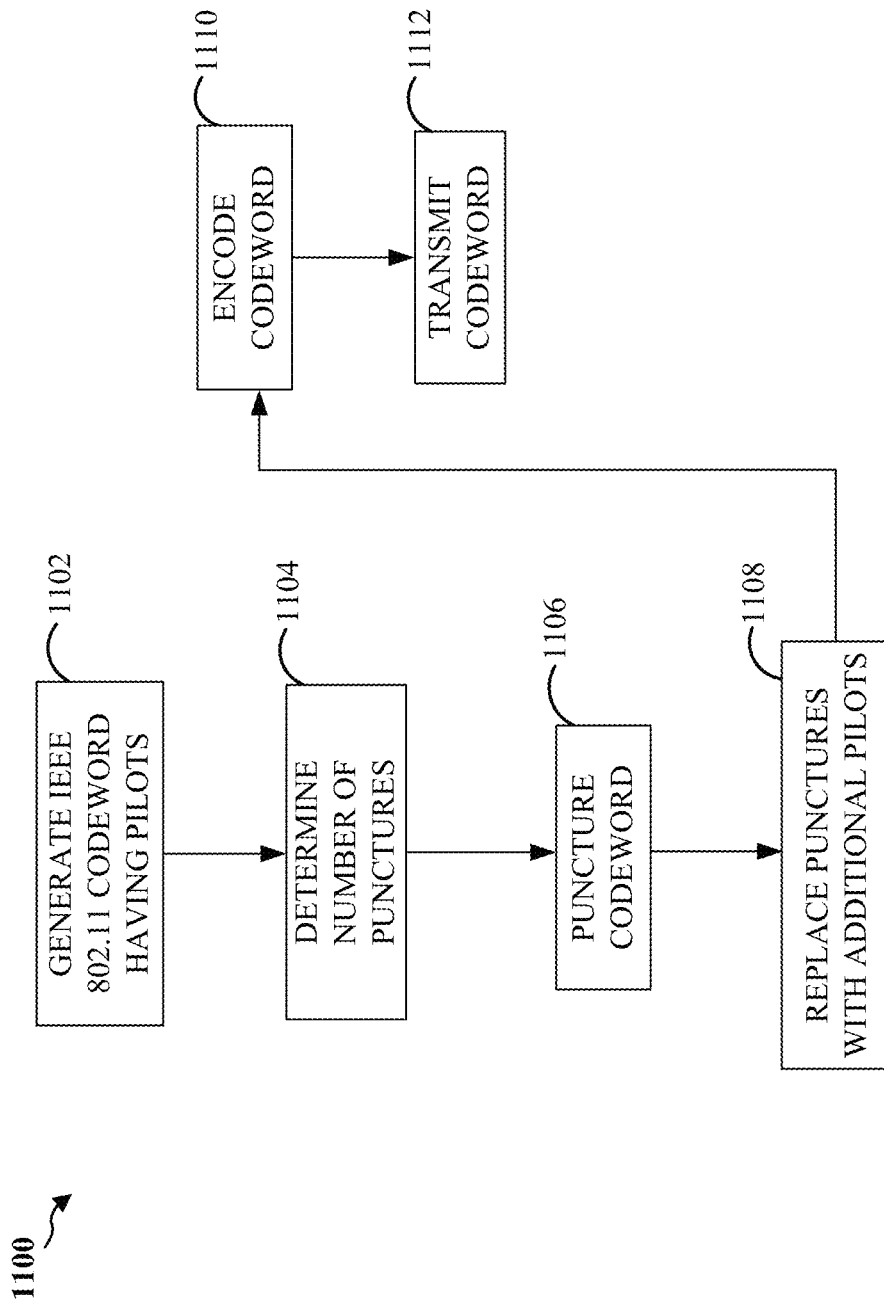 1100
GENERATE IEEE
802.11 CODEWORD
HAVING PILOTS
1102
DETERMINE
NUMBER OF
PUNCTURES
1104
PUNCTURE
CODEWORD
1106
REPLACE PUNCTURES
WITH ADDITIONAL PILOTS
1108
ENCODE
CODEWORD
1110
TRANSMIT
CODEWORD
1112